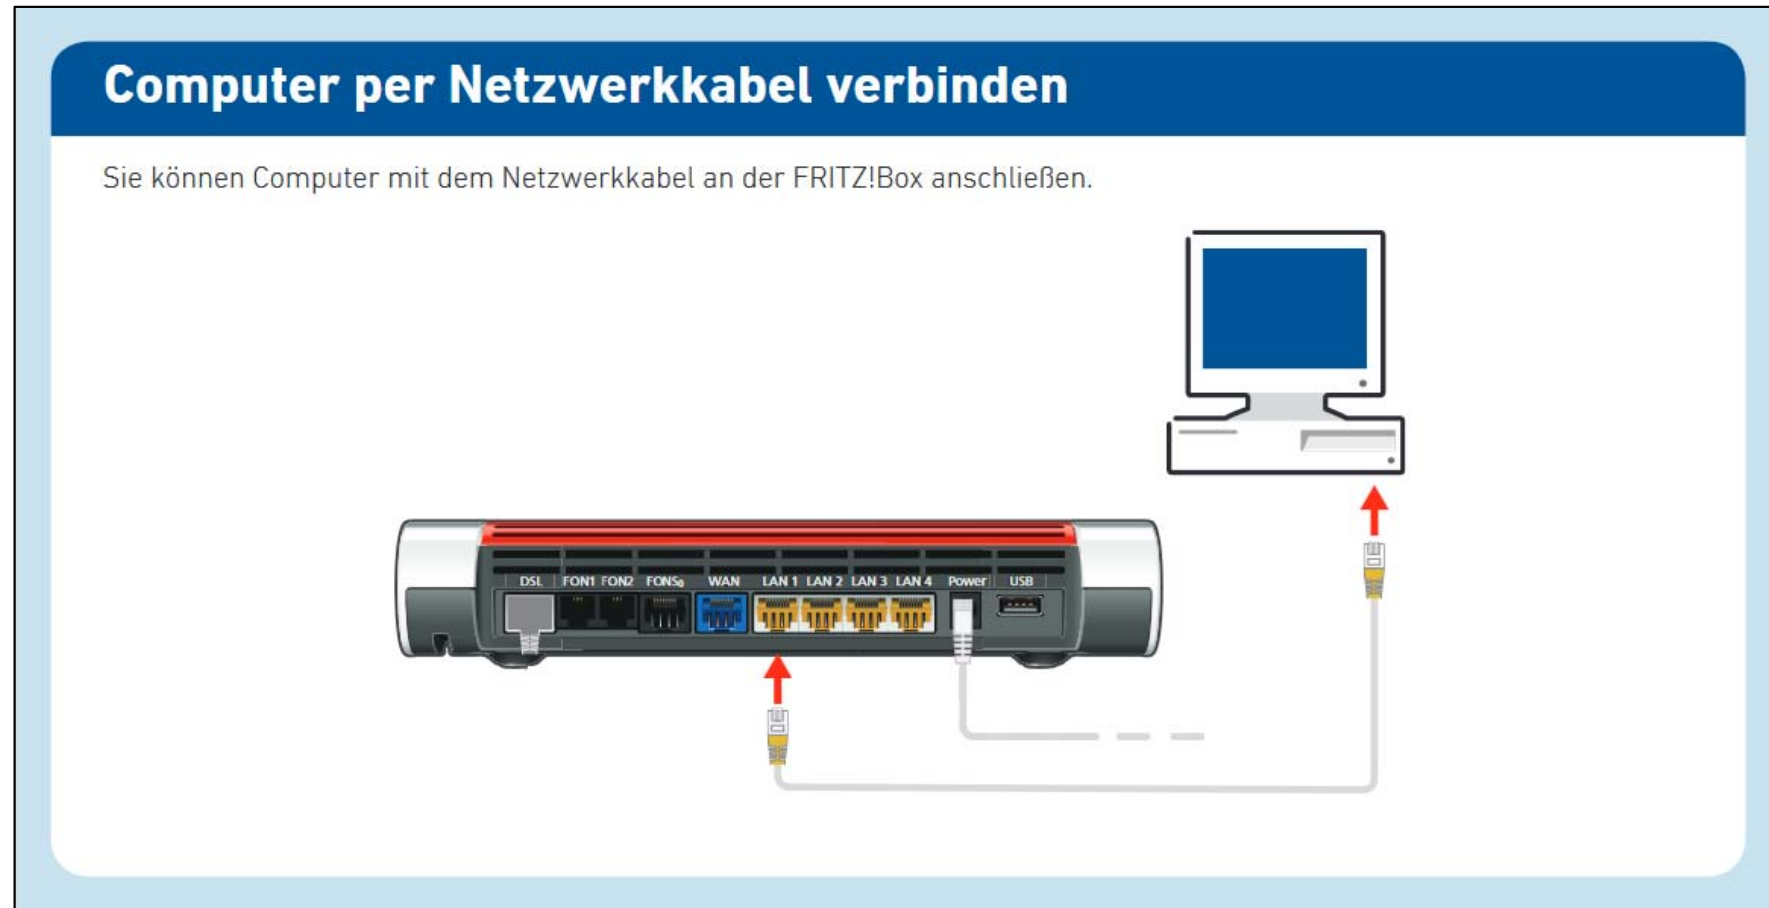 Computer per Netzwerkkabel verbinden
Sie können Computer mit dem Netzwerkkabel an der FRITZ!Box anschließen.
DSL FON1 FON2 FONS₀ WAN LAN 1 LAN 2 LAN 3 LAN 4 Power USB